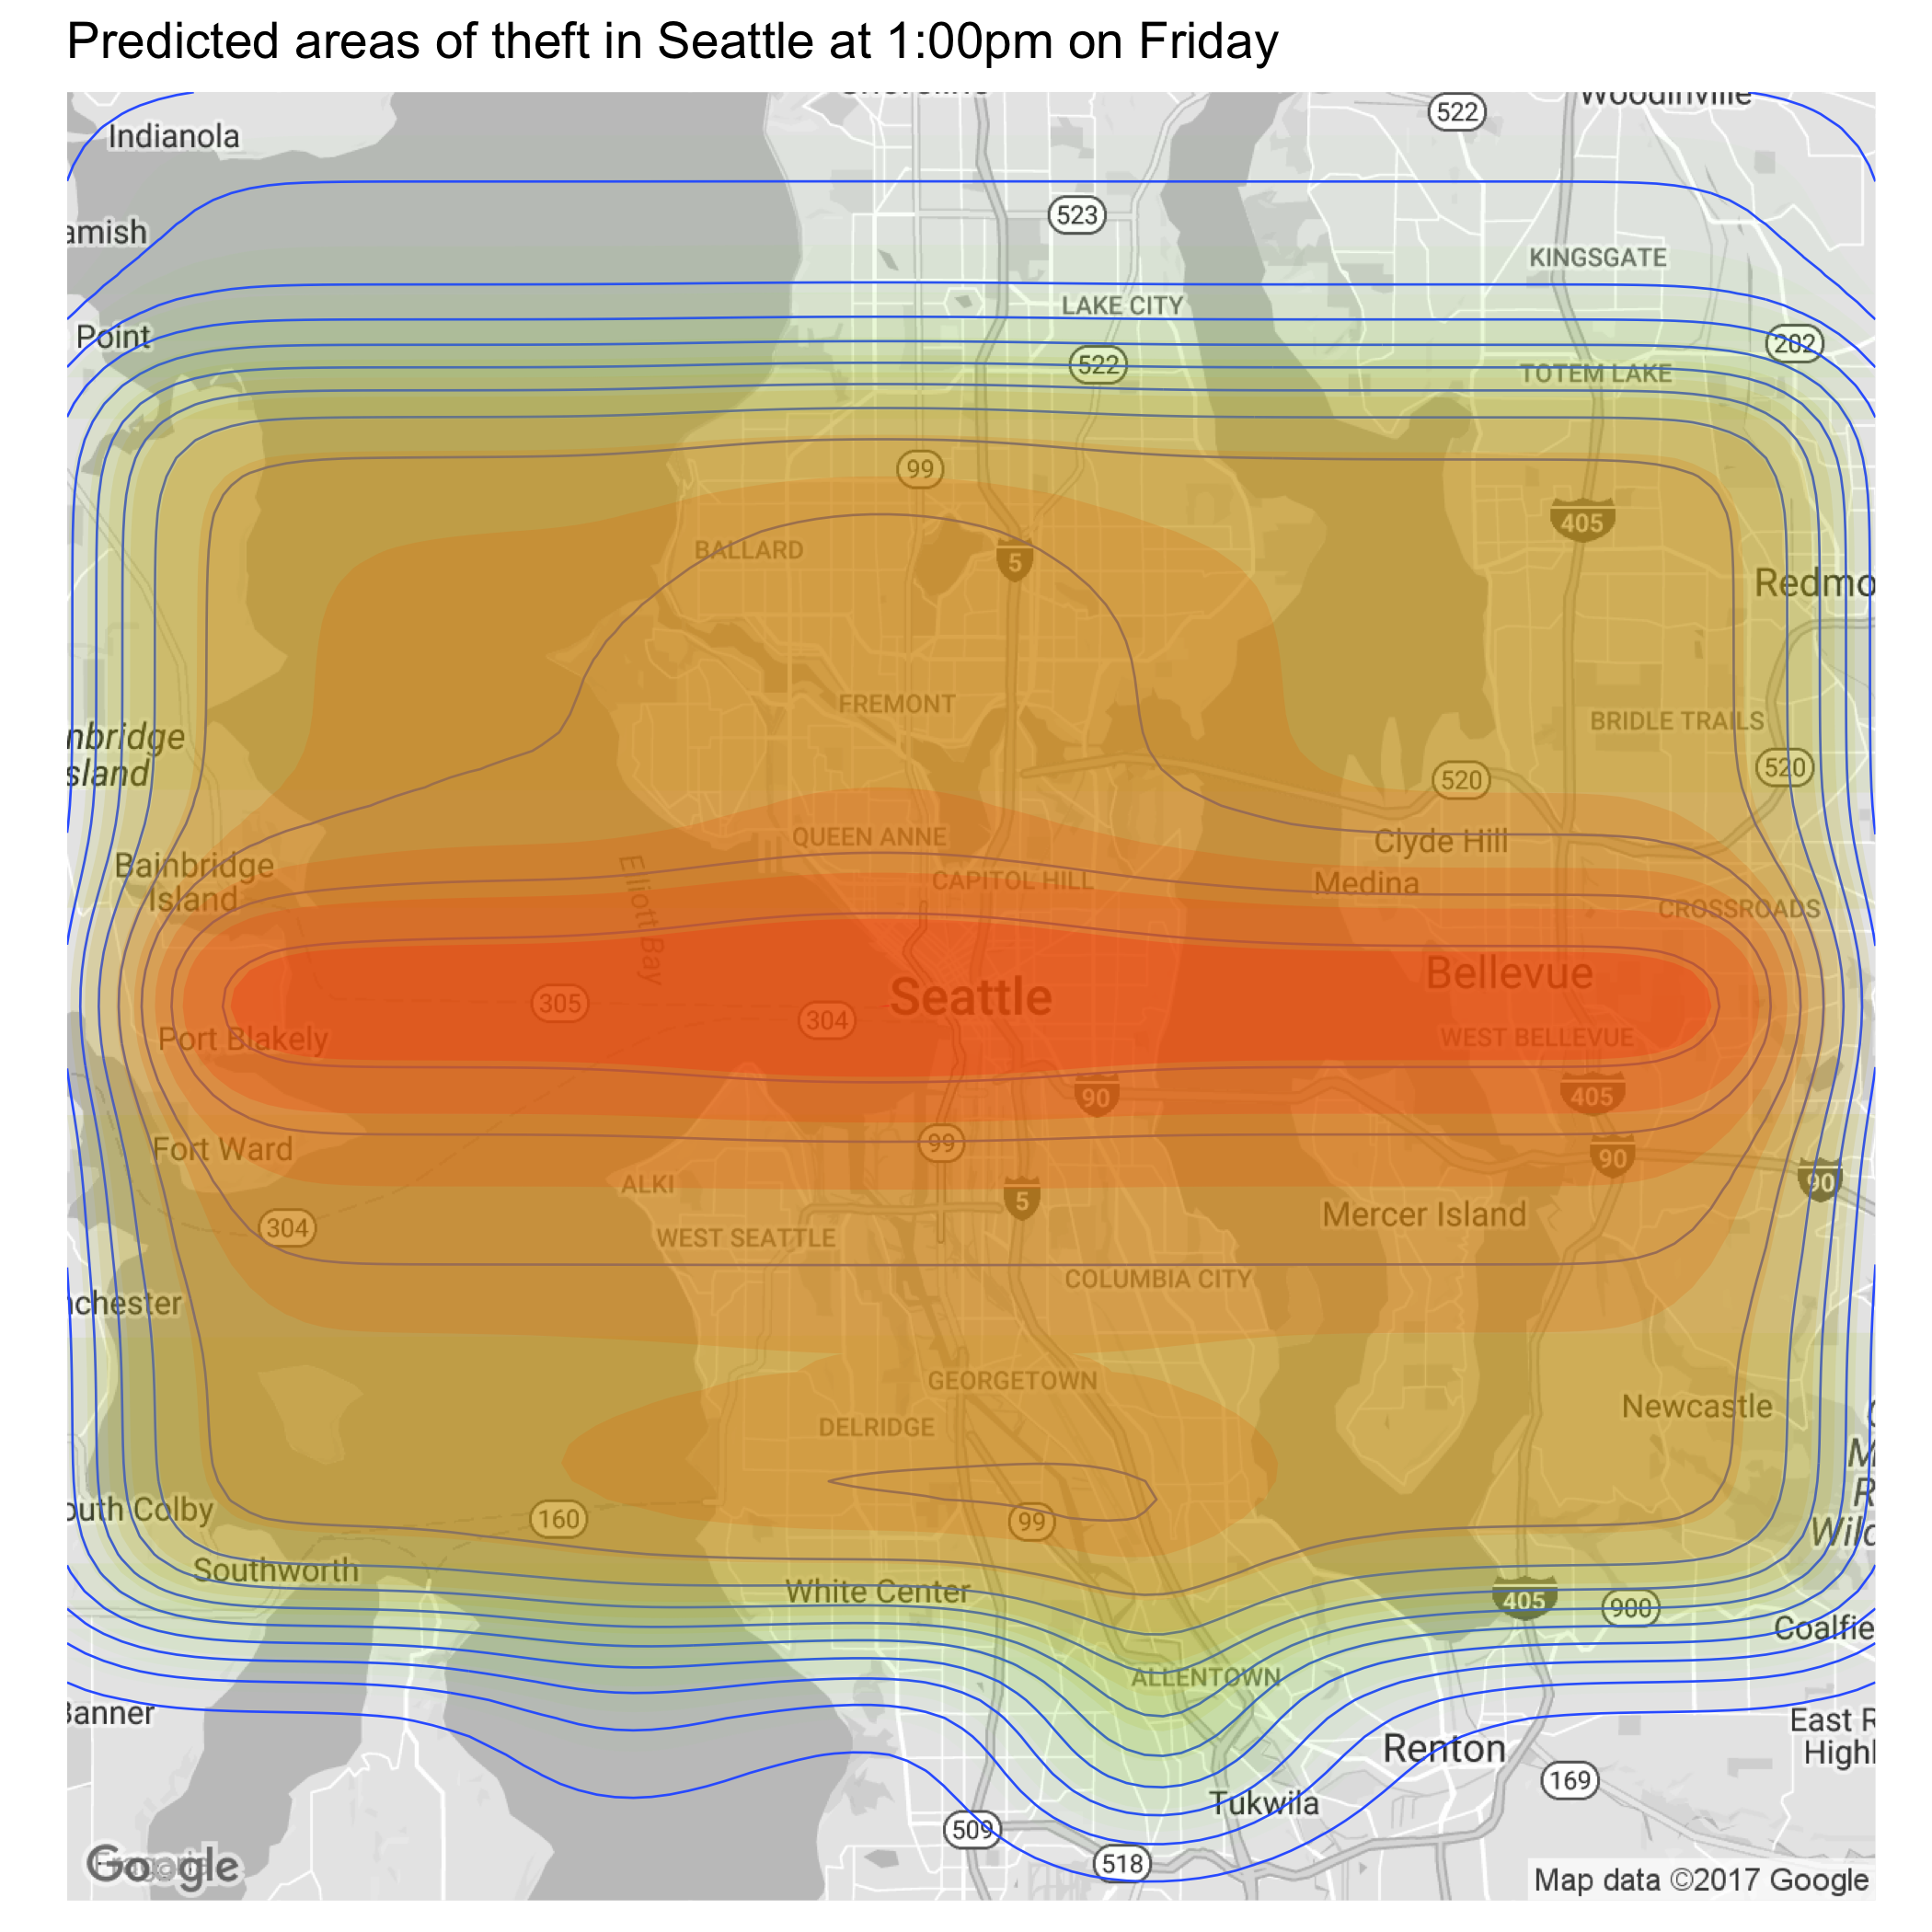 Predicted areas of theft in Seattle at 1:00pm on Friday
Woodinville
522
Indianola
523
amish
KINGSGATE
LAKE CITY
Point
202
522
TOTEM LAKE
99
405
BALLARD
5
Redmo
FREMONT
BRIDLE TRAILS
nbridge
sland
520
520
QUEEN ANNE
Clyde Hill
Bainbridge
Island
Elliott Bay
CAPITOL HILL
Medina
CROSSROADS
Bellevue
Seattle
305
304
Port Blakely
WEST BELLEVUE
90
405
99
Fort Ward
90
ALKI
5
90
304
WEST SEATTLE
Mercer Island
COLUMBIA CITY
chester
GEORGETOWN
Newcastle
DELRIDGE
M
R
outh Colby
160
99
Wild
Southworth
White Center
405
900
Coalfie
ALLENTOWN
Banner
East R
Highl
Renton
169
Tukwila
509
518
Google
Map data ©2017 Google